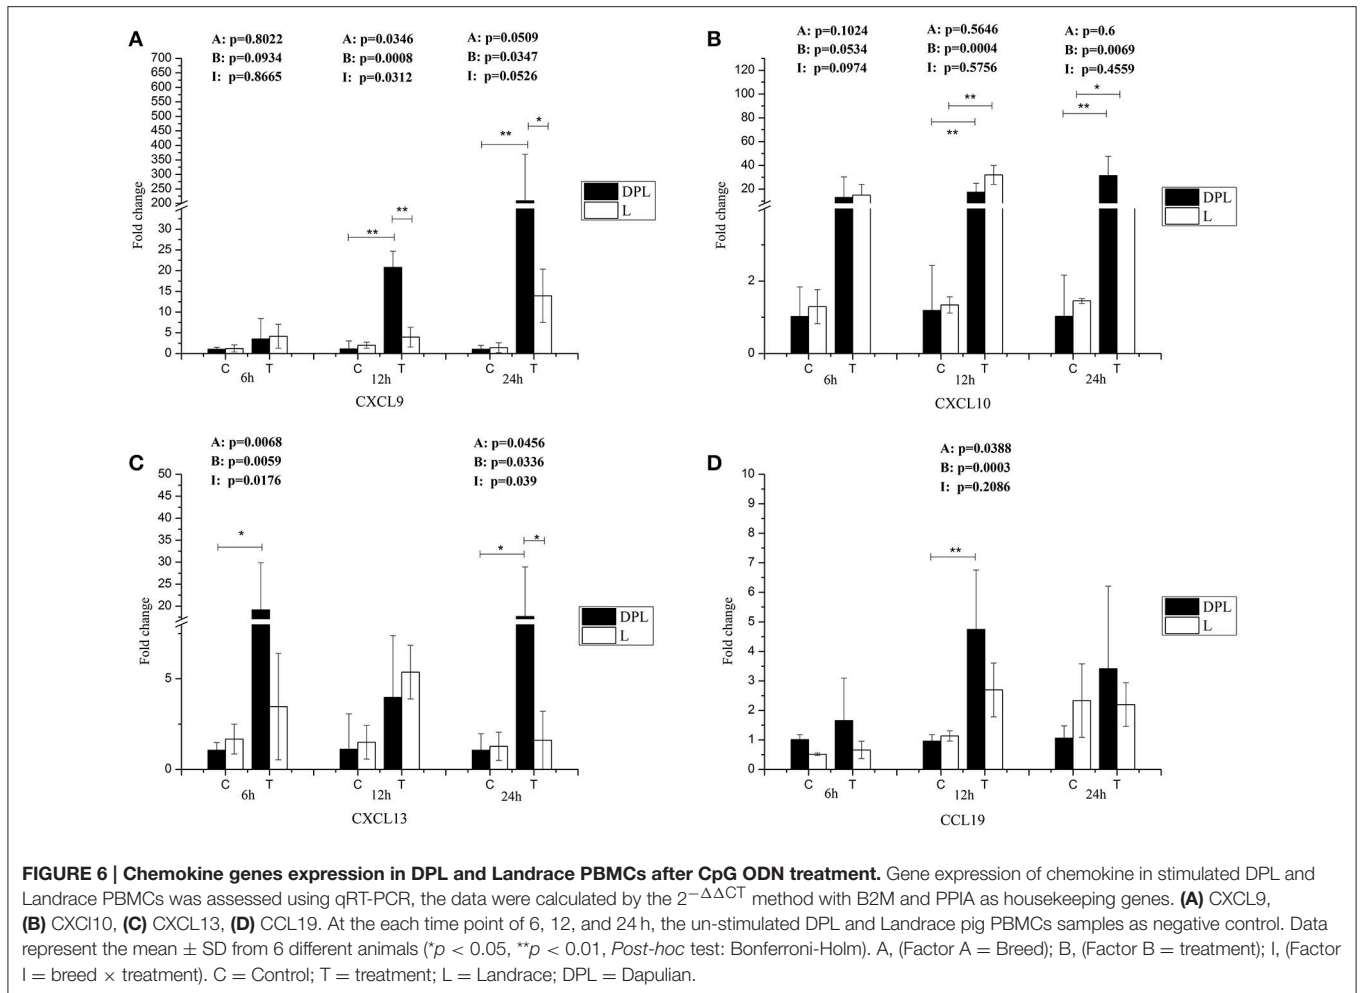 A
A: p=0.8022
B: p=0.0934
I: p=0.8665
A: p=0.0346
B: p=0.0008
I: p=0.0312
A: p=0.0509
B: p=0.0347
I: p=0.0526
700
650
600
550
500
450
400
350
300
250
200
30
25
20
15
10
5
0
Fold change
**
**
**
*
DPL
L
C T C T C T
6h 12h 24h
CXCL9
B
A: p=0.1024
B: p=0.0534
I: p=0.0974
A: p=0.5646
B: p=0.0004
I: p=0.5756
A: p=0.6
B: p=0.0069
I: p=0.4559
120
100
80
60
40
20
2
0
Fold change
**
**
*
**
DPL
L
C T C T C T
6h 12h 24h
CXCL10
C
A: p=0.0068
B: p=0.0059
I: p=0.0176
A: p=0.0456
B: p=0.0336
I: p=0.039
50
45
40
35
30
25
20
5
0
Fold change
*
*
*
DPL
L
C T C T C T
6h 12h 24h
CXCL13
D
A: p=0.0388
B: p=0.0003
I: p=0.2086
10
9
8
7
6
5
4
3
2
1
0
Fold change
**
DPL
L
C T C T C T
6h 12h 24h
CCL19
FIGURE 6 | Chemokine genes expression in DPL and Landrace PBMCs after CpG ODN treatment. Gene expression of chemokine in stimulated DPL and
Landrace PBMCs was assessed using qRT-PCR, the data were calculated by the 2−ΔΔCT method with B2M and PPIA as housekeeping genes. (A) CXCL9,
(B) CXCl10, (C) CXCL13, (D) CCL19. At the each time point of 6, 12, and 24 h, the un-stimulated DPL and Landrace pig PBMCs samples as negative control. Data
represent the mean ± SD from 6 different animals (*p < 0.05, **p < 0.01, Post-hoc test: Bonferroni-Holm). A, (Factor A = Breed); B, (Factor B = treatment); I, (Factor
I = breed × treatment). C = Control; T = treatment; L = Landrace; DPL = Dapulian.